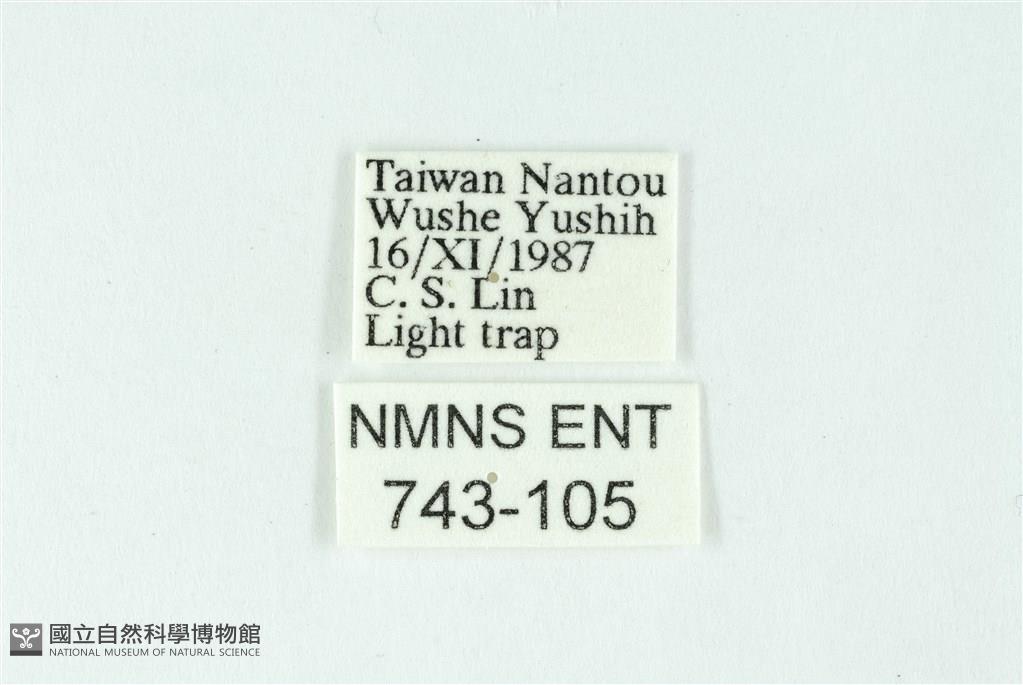 Taiwan Nantou
Wushe Yushih
16/XI/1987
C. S. Lin
Light trap
NMNS ENT
743-105
國立自然科學博物館
NATIONAL MUSEUM OF NATURAL SCIENCE